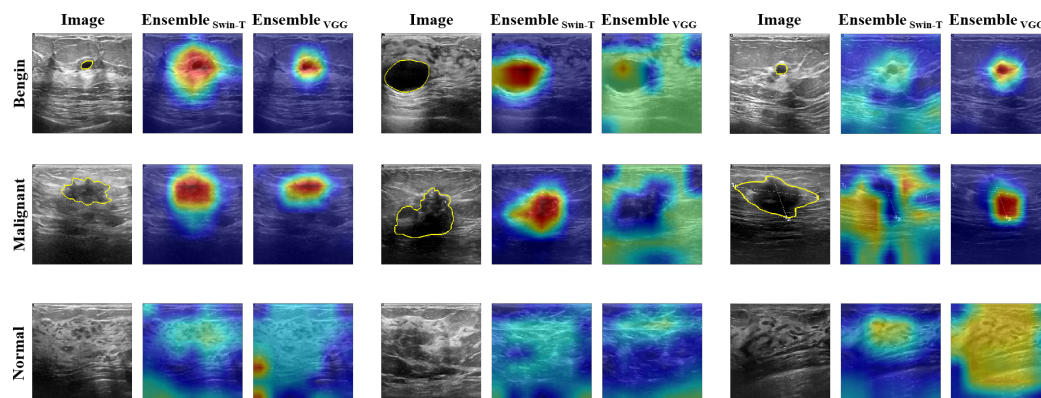 Image Ensemble Swin-T Ensemble VGG Image Ensemble Swin-T Ensemble VGG Image Ensemble Swin-T Ensemble VGG
Bengin
Malignant
Normal